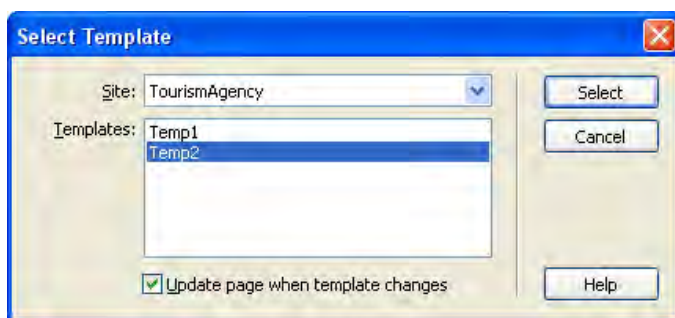 Select Template
Site: TourismAgency
Select
Templates: Temp1
Cancel
Temp2
Update page when template changes
Help